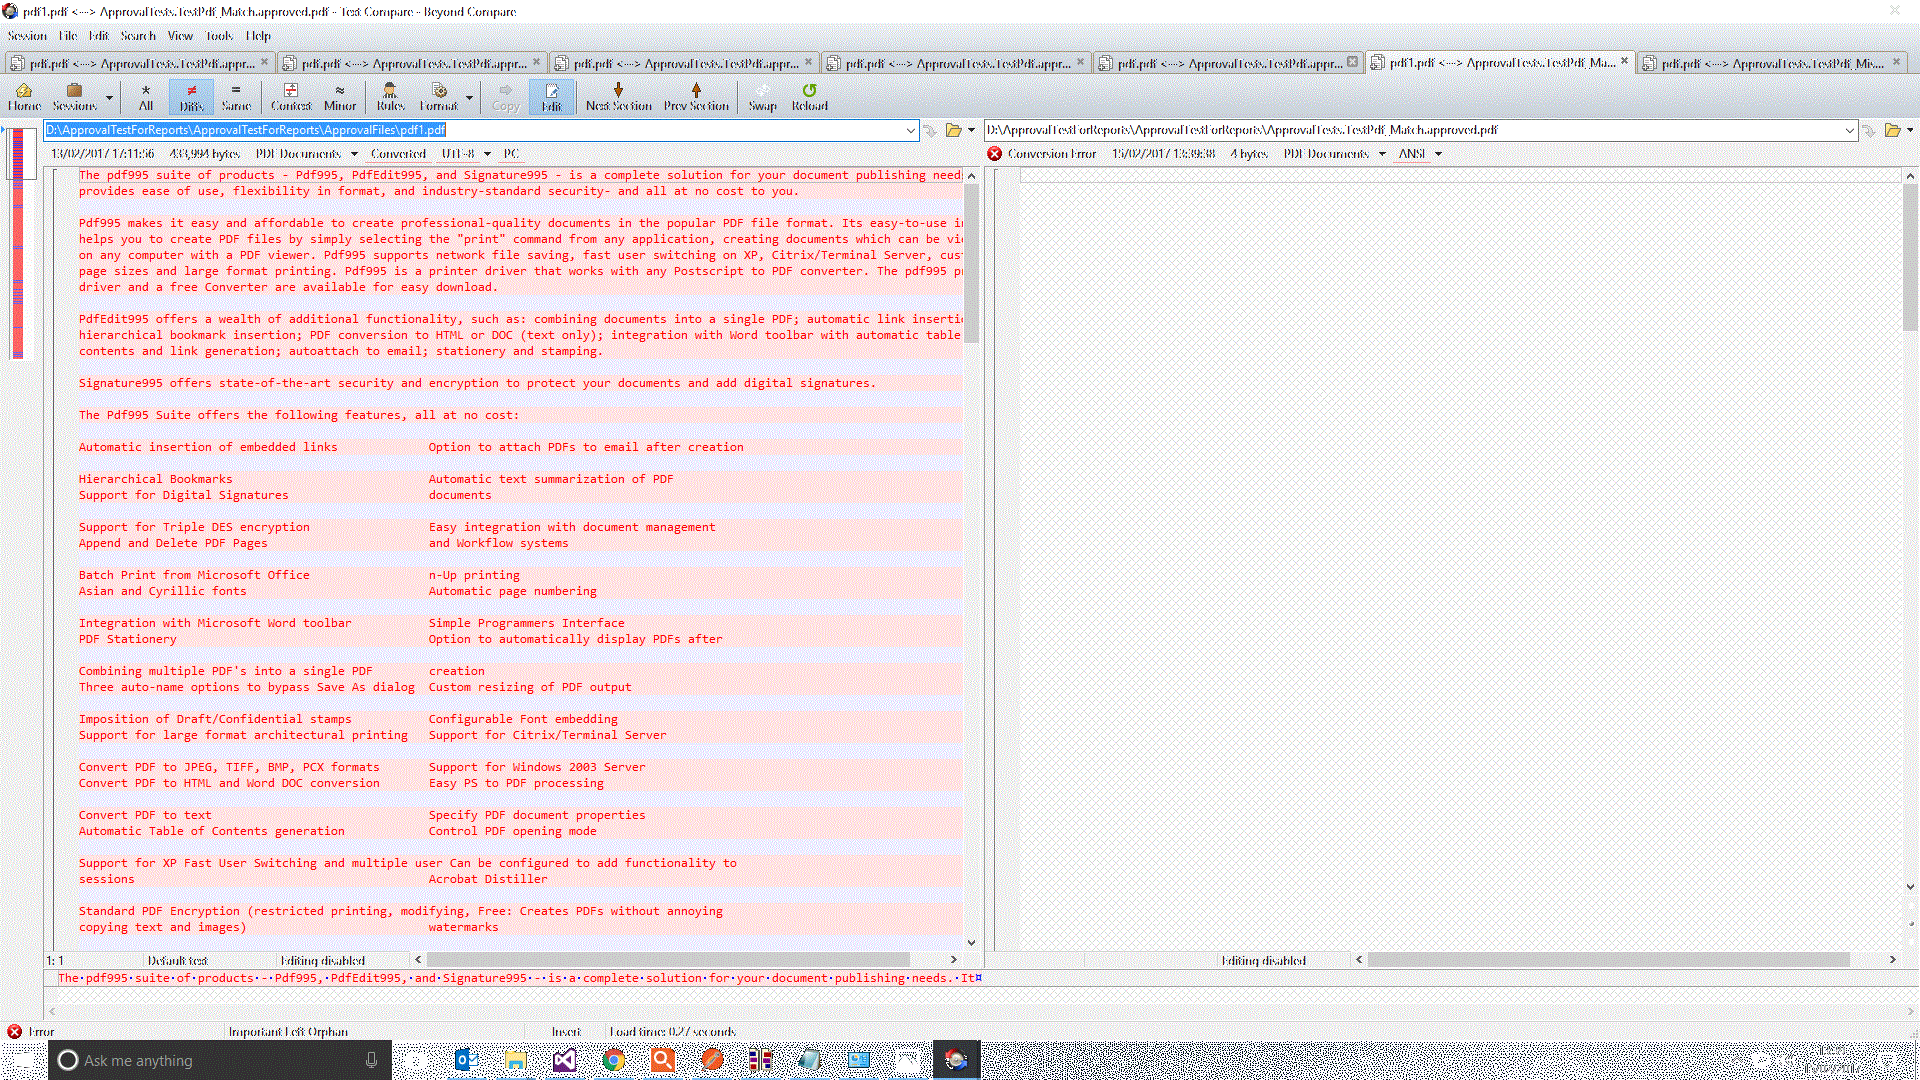 pdf1.pdf <---> ApprovalTests.TestPdf_Match.approved.pdf - Text Compare - Beyond Compare
Session File Edit Search View Tools Help
pdf.pdf <---> ApprovalTests.TestPdf.appr... pdf.pdf <---> ApprovalTests.TestPdf.appr... pdf.pdf <---> ApprovalTests.TestPdf.appr... pdf.pdf <---> ApprovalTests.TestPdf.appr... pdf.pdf <---> ApprovalTests.TestPdf.appr... pdf1.pdf <---> ApprovalTests.TestPdf_Ma... pdf.pdf <---> ApprovalTests.TestPdf_Mis...
Home Sessions All Diffs Same Context Minor Rules Format Copy Edit Next Section Prev Section Swap Reload
D:\ApprovalTestForReports\ApprovalTestForReports\ApprovalFiles\pdf1.pdf
13/02/2017 17:11:56 433,994 bytes PDF Documents Converted UTF-8 PC
The pdf995 suite of products - Pdf995, PdfEdit995, and Signature995 - is a complete solution for your document publishing needs
provides ease of use, flexibility in format, and industry-standard security- and all at no cost to you.
Pdf995 makes it easy and affordable to create professional-quality documents in the popular PDF file format. Its easy-to-use i
helps you to create PDF files by simply selecting the "print" command from any application, creating documents which can be vi
on any computer with a PDF viewer. Pdf995 supports network file saving, fast user switching on XP, Citrix/Terminal Server, cus
page sizes and large format printing. Pdf995 is a printer driver that works with any Postscript to PDF converter. The pdf995 p
driver and a free Converter are available for easy download.
PdfEdit995 offers a wealth of additional functionality, such as: combining documents into a single PDF; automatic link inserti
hierarchical bookmark insertion; PDF conversion to HTML or DOC (text only); integration with Word toolbar with automatic table
contents and link generation; autoattach to email; stationery and stamping.
Signature995 offers state-of-the-art security and encryption to protect your documents and add digital signatures.
The Pdf995 Suite offers the following features, all at no cost:
Automatic insertion of embedded links Option to attach PDFs to email after creation
Hierarchical Bookmarks Automatic text summarization of PDF
Support for Digital Signatures documents
Support for Triple DES encryption Easy integration with document management
Append and Delete PDF Pages and Workflow systems
Batch Print from Microsoft Office n-Up printing
Asian and Cyrillic fonts Automatic page numbering
Integration with Microsoft Word toolbar Simple Programmers Interface
PDF Stationery Option to automatically display PDFs after
Combining multiple PDF's into a single PDF creation
Three auto-name options to bypass Save As dialog Custom resizing of PDF output
Imposition of Draft/Confidential stamps Configurable Font embedding
Support for large format architectural printing Support for Citrix/Terminal Server
Convert PDF to JPEG, TIFF, BMP, PCX formats Support for Windows 2003 Server
Convert PDF to HTML and Word DOC conversion Easy PS to PDF processing
Convert PDF to text Specify PDF document properties
Automatic Table of Contents generation Control PDF opening mode
Support for XP Fast User Switching and multiple user Can be configured to add functionality to
sessions Acrobat Distiller
Standard PDF Encryption (restricted printing, modifying, Free: Creates PDFs without annoying
copying text and images) watermarks
1: 1 Default text Editing disabled
D:\ApprovalTestForReports\ApprovalTestForReports\ApprovalTests.TestPdf_Match.approved.pdf
Conversion Error 15/02/2017 13:39:38 4 bytes PDF Documents ANSI
Editing disabled
The pdf995 suite of products - Pdf995, PdfEdit995, and Signature995 - is a complete solution for your document publishing needs. It¤
Error Important Left Orphan Insert Load time: 0.27 seconds
Ask me anything